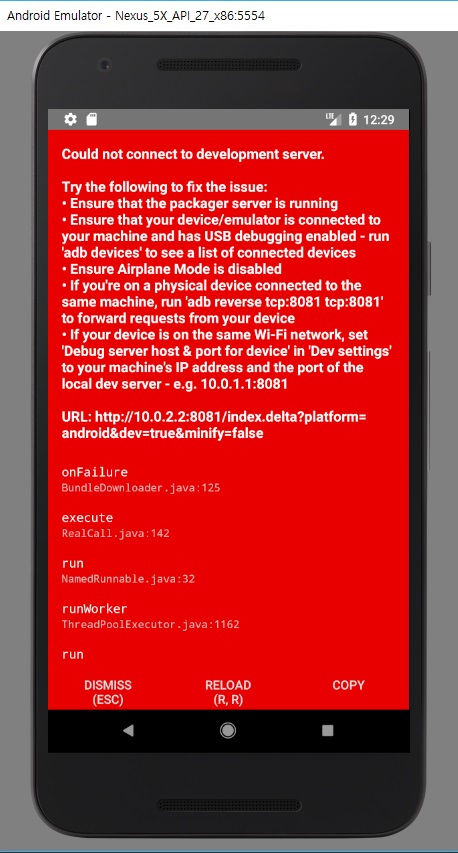 Android Emulator - Nexus_5X_API_27_x86:5554
LTE 12:29
Could not connect to development server.
Try the following to fix the issue:
• Ensure that the packager server is running
• Ensure that your device/emulator is connected to
your machine and has USB debugging enabled - run
'adb devices' to see a list of connected devices
• Ensure Airplane Mode is disabled
• If you're on a physical device connected to the
same machine, run 'adb reverse tcp:8081 tcp:8081'
to forward requests from your device
• If your device is on the same Wi-Fi network, set
'Debug server host & port for device' in 'Dev settings'
to your machine's IP address and the port of the
local dev server - e.g. 10.0.1.1:8081
URL: http://10.0.2.2:8081/index.delta?platform=
android&dev=true&minify=false
onFailure
BundleDownloader.java:125
execute
RealCall.java:142
run
NamedRunnable.java:32
runWorker
ThreadPoolExecutor.java:1162
run
DISMISS RELOAD COPY
(ESC) (R, R)